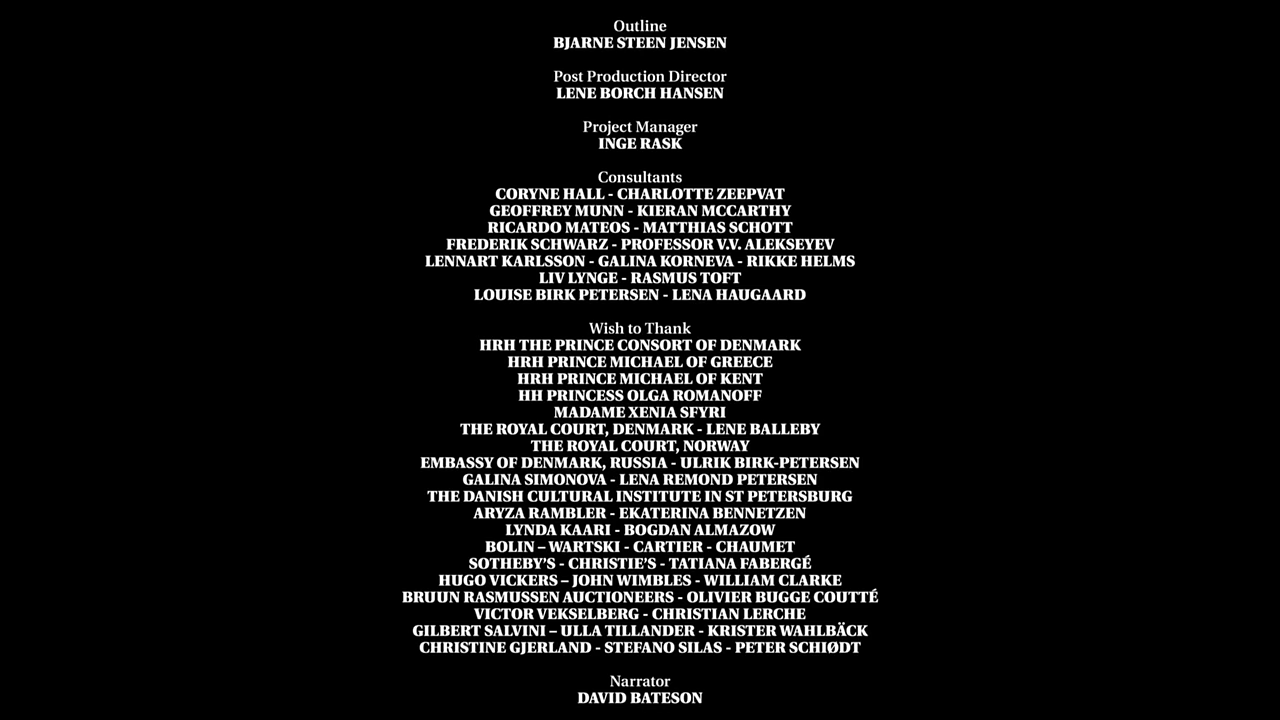 Outline
BJARNE STEEN JENSEN
Post Production Director
LENE BORCH HANSEN
Project Manager
INGE RASK
Consultants
CORYNE HALL - CHARLOTTE ZEEPVAT
GEOFFREY MUNN - KIERAN MCCARTHY
RICARDO MATEOS - MATTHIAS SCHOTT
FREDERIK SCHWARZ - PROFESSOR V.V. ALEKSEYEV
LENNART KARLSSON - GALINA KORNEVA - RIKKE HELMS
LIV LYNGE - RASMUS TOFT
LOUISE BIRK PETERSEN - LENA HAUGAARD
Wish to Thank
HRH THE PRINCE CONSORT OF DENMARK
HRH PRINCE MICHAEL OF GREECE
HRH PRINCE MICHAEL OF KENT
HH PRINCESS OLGA ROMANOFF
MADAME XENIA SFYRI
THE ROYAL COURT, DENMARK - LENE BALLEBY
THE ROYAL COURT, NORWAY
EMBASSY OF DENMARK, RUSSIA - ULRIK BIRK-PETERSEN
GALINA SIMONOVA - LENA REMOND PETERSEN
THE DANISH CULTURAL INSTITUTE IN ST PETERSBURG
ARYZA RAMBLER - EKATERINA BENNETZEN
LYNDA KAARI - BOGDAN ALMAZOW
BOLIN – WARTSKI - CARTIER - CHAUMET
SOTHEBY’S - CHRISTIE’S - TATIANA FABERGÉ
HUGO VICKERS – JOHN WIMBLES - WILLIAM CLARKE
BRUUN RASMUSSEN AUCTIONEERS - OLIVIER BUGGE COUTTÉ
VICTOR VEKSELBERG - CHRISTIAN LERCHE
GILBERT SALVINI – ULLA TILLANDER - KRISTER WAHLBÄCK
CHRISTINE GJERLAND - STEFANO SILAS - PETER SCHIØDT
Narrator
DAVID BATESON